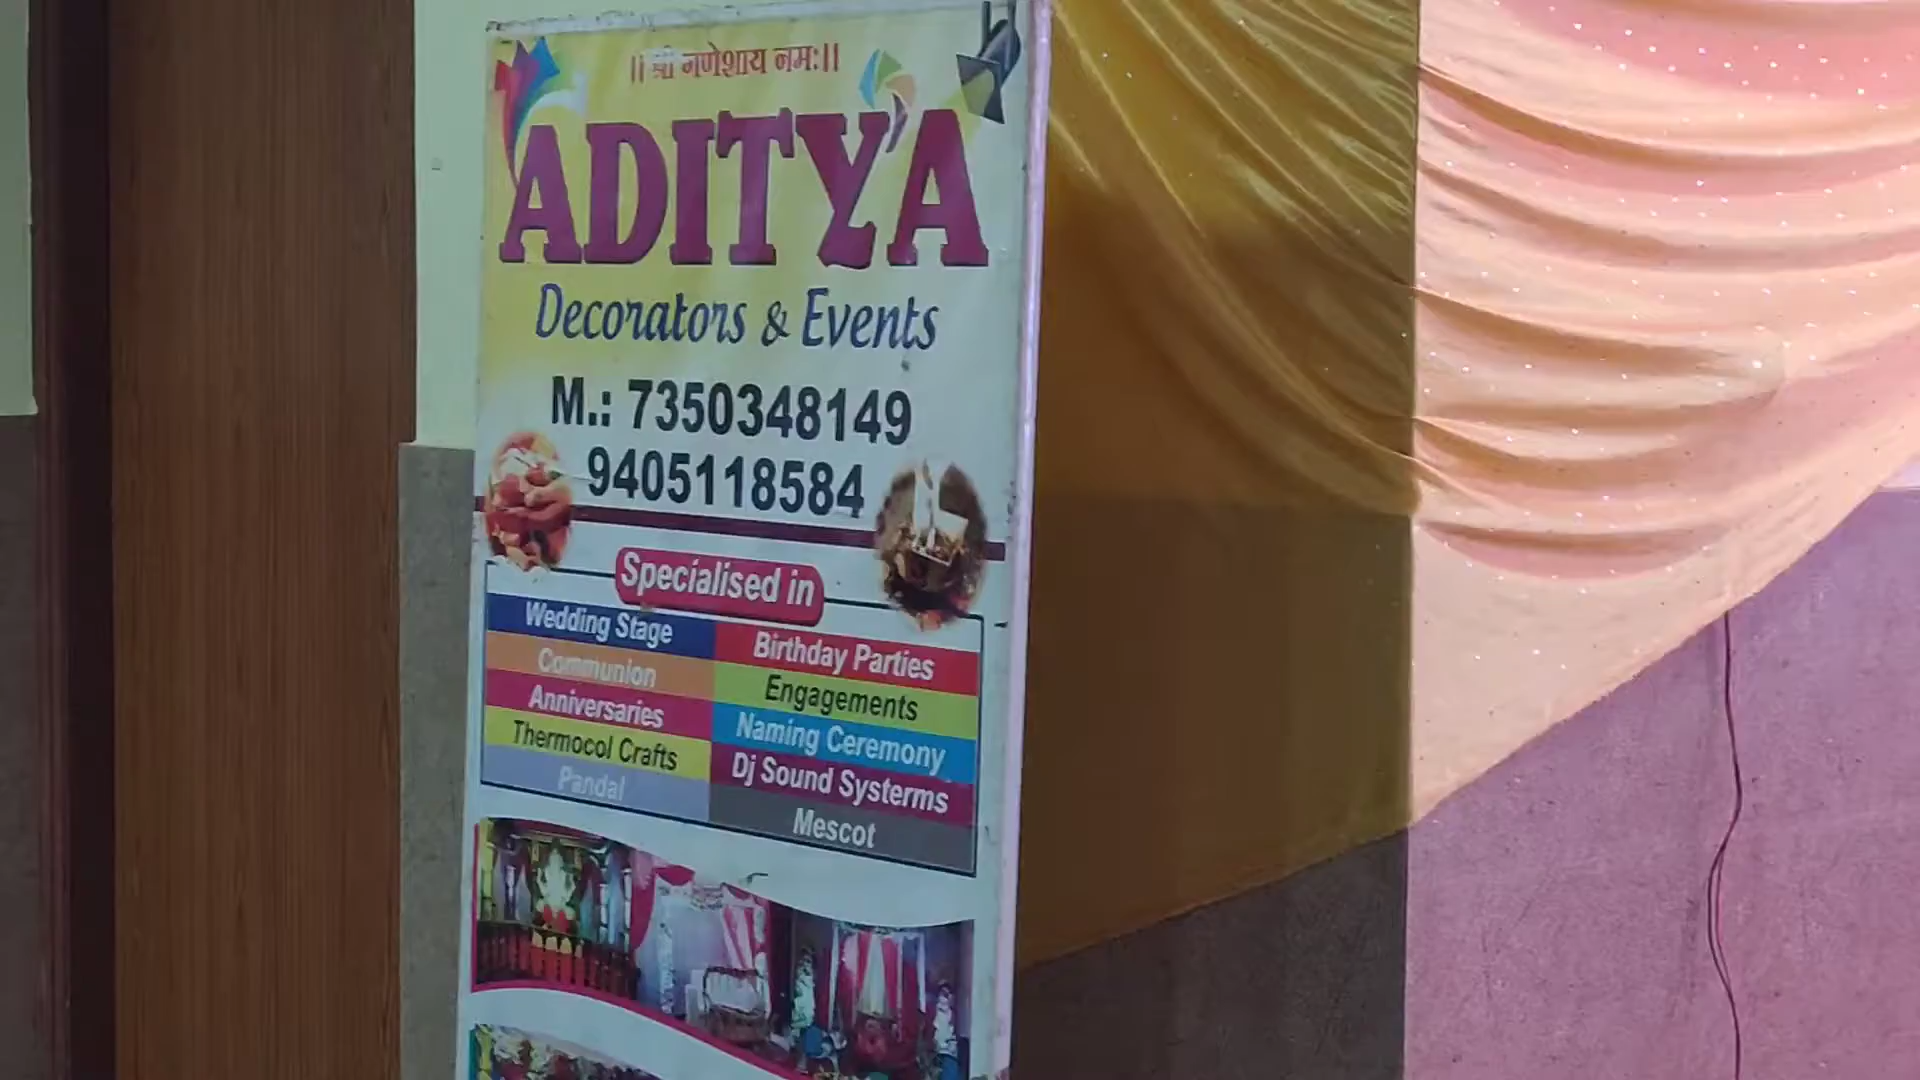 || श्री गणेशाय नमः ||
ADITYA
Decorators & Events
M.: 7350348149
9405118584
Specialised in
Wedding Stage
Birthday Parties
Communion
Engagements
Anniversaries
Naming Ceremony
Thermocol Crafts
Dj Sound Systerms
Pandal
Mescot